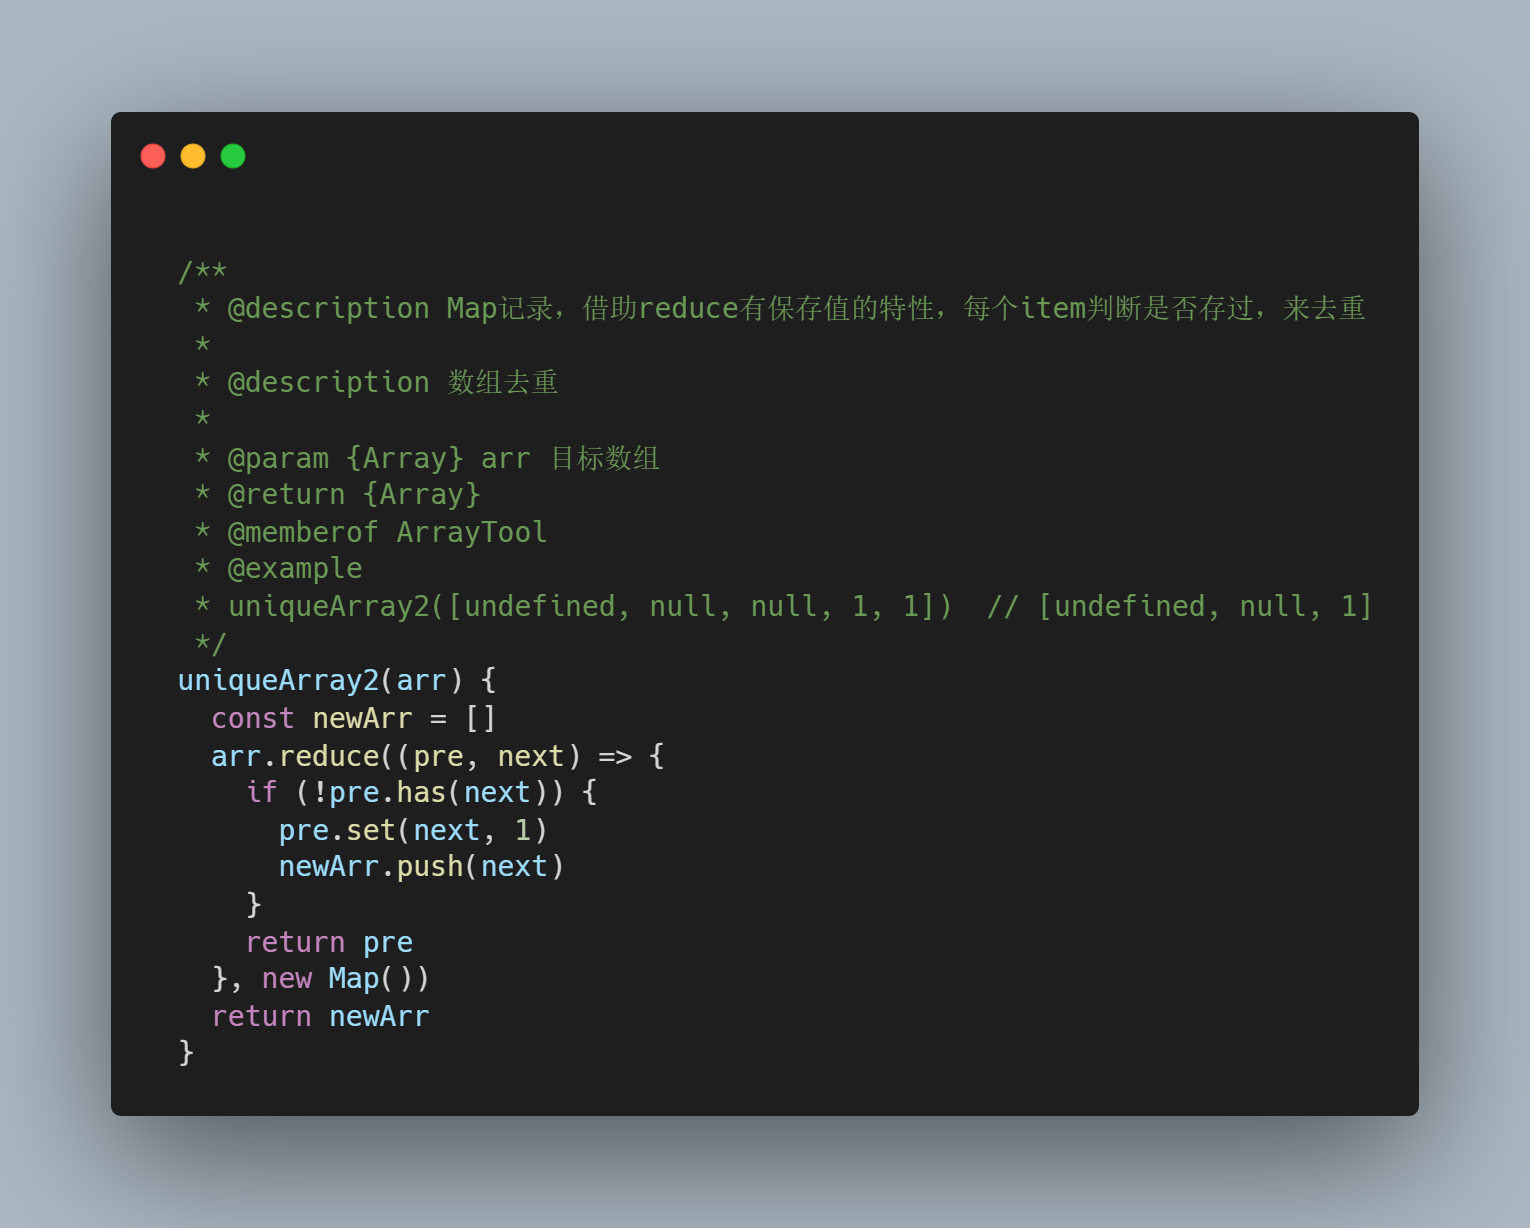 /**
 * @description Map记录，借助reduce有保存值的特性，每个item判断是否存过，来去重
 *
 * @description 数组去重
 *
 * @param {Array} arr 目标数组
 * @return {Array}
 * @memberof ArrayTool
 * @example
 * uniqueArray2([undefined, null, null, 1, 1])  // [undefined, null, 1]
 */
uniqueArray2(arr) {
  const newArr = []
  arr.reduce((pre, next) => {
    if (!pre.has(next)) {
      pre.set(next, 1)
      newArr.push(next)
    }
    return pre
  }, new Map())
  return newArr
}